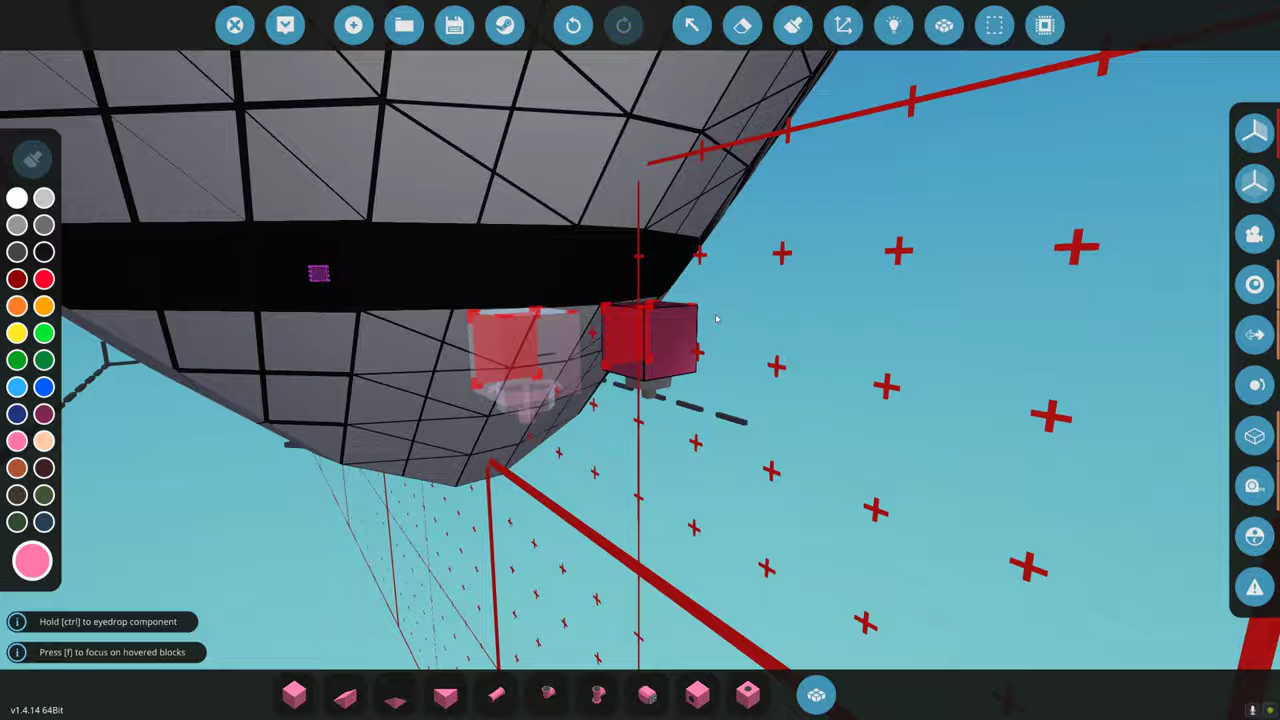 Hold [ctrl] to eyedrop component
Press [f] to focus on hovered blocks
v1.4.14 64Bit